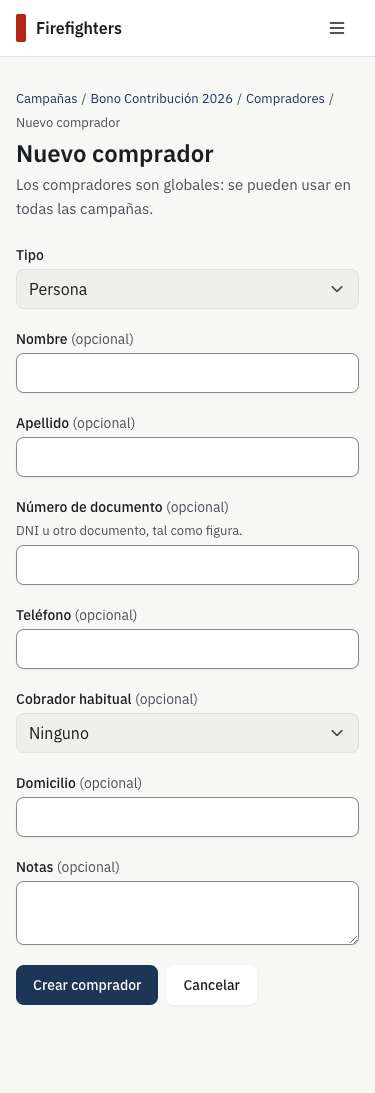 Firefighters
Campañas / Bono Contribución 2026 / Compradores /
Nuevo comprador
Nuevo comprador
Los compradores son globales: se pueden usar en
todas las campañas.
Tipo
Persona
Nombre (opcional)
Apellido (opcional)
Número de documento (opcional)
DNI u otro documento, tal como figura.
Teléfono (opcional)
Cobrador habitual (opcional)
Ninguno
Domicilio (opcional)
Notas (opcional)
Crear comprador
Cancelar